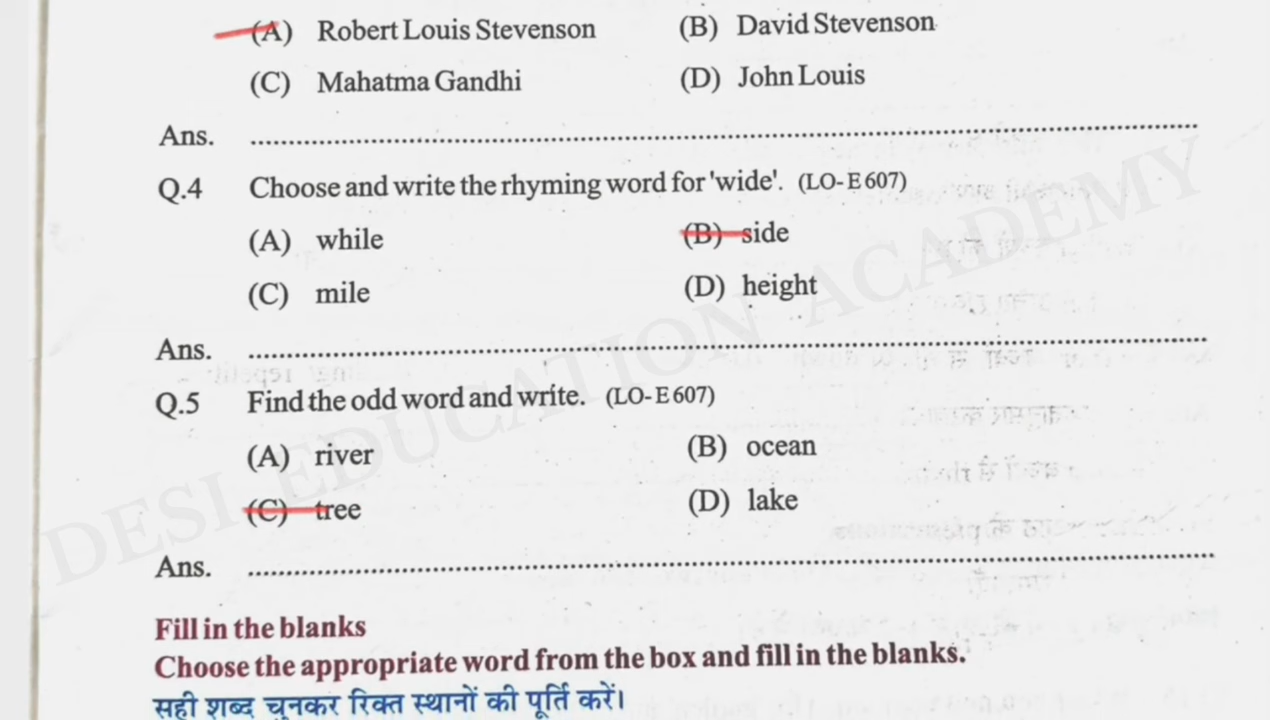 (A) Robert Louis Stevenson (B) David Stevenson
(C) Mahatma Gandhi (D) John Louis
Ans. ........................................................................
Q.4 Choose and write the rhyming word for 'wide'. (LO- E 607)
(A) while (B) side
(C) mile (D) height
Ans. ........................................................................
Q.5 Find the odd word and write. (LO- E 607)
(A) river (B) ocean
(C) tree (D) lake
Ans. ........................................................................
Fill in the blanks
Choose the appropriate word from the box and fill in the blanks.
सही शब्द चुनकर रिक्त स्थानों की पूर्ति करें।
DESI EDUCATION ACADEMY